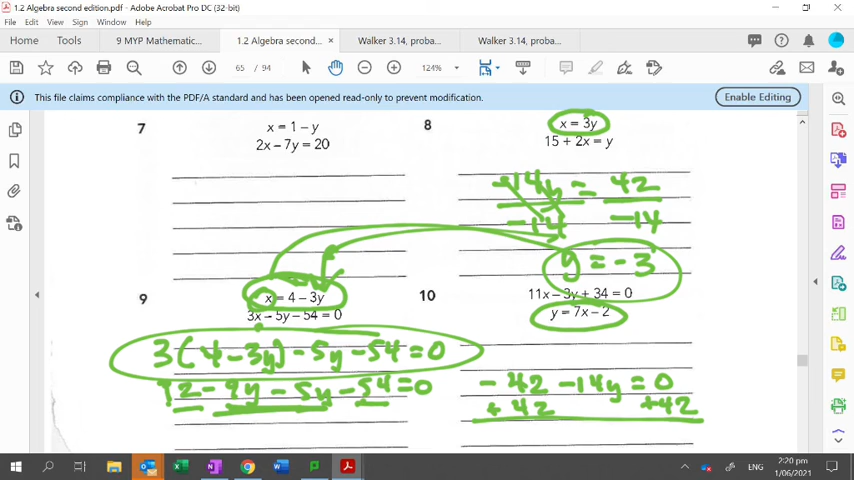 1.2 Algebra second edition.pdf - Adobe Acrobat Pro DC (32-bit)
File Edit View Sign Window Help
Home Tools 9 MYP Mathematic... 1.2 Algebra second... × Walker 3.14, proba... Walker 3.14, proba...
65 / 94 124%
This file claims compliance with the PDF/A standard and has been opened read-only to prevent modification. Enable Editing
7 x = 1 – y
2x – 7y = 20
8 x = 3y
15 + 2x = y
-14y = 42
-14 -14
y = -3
9 x = 4 – 3y
3x – 5y – 54 = 0
3(4 - 3y) - 5y - 54 = 0
12 - 9y - 5y - 54 = 0
10 11x – 3y + 34 = 0
y = 7x – 2
- 42 - 14y = 0
+ 42 +42
ENG
2:20 pm
1/06/2021